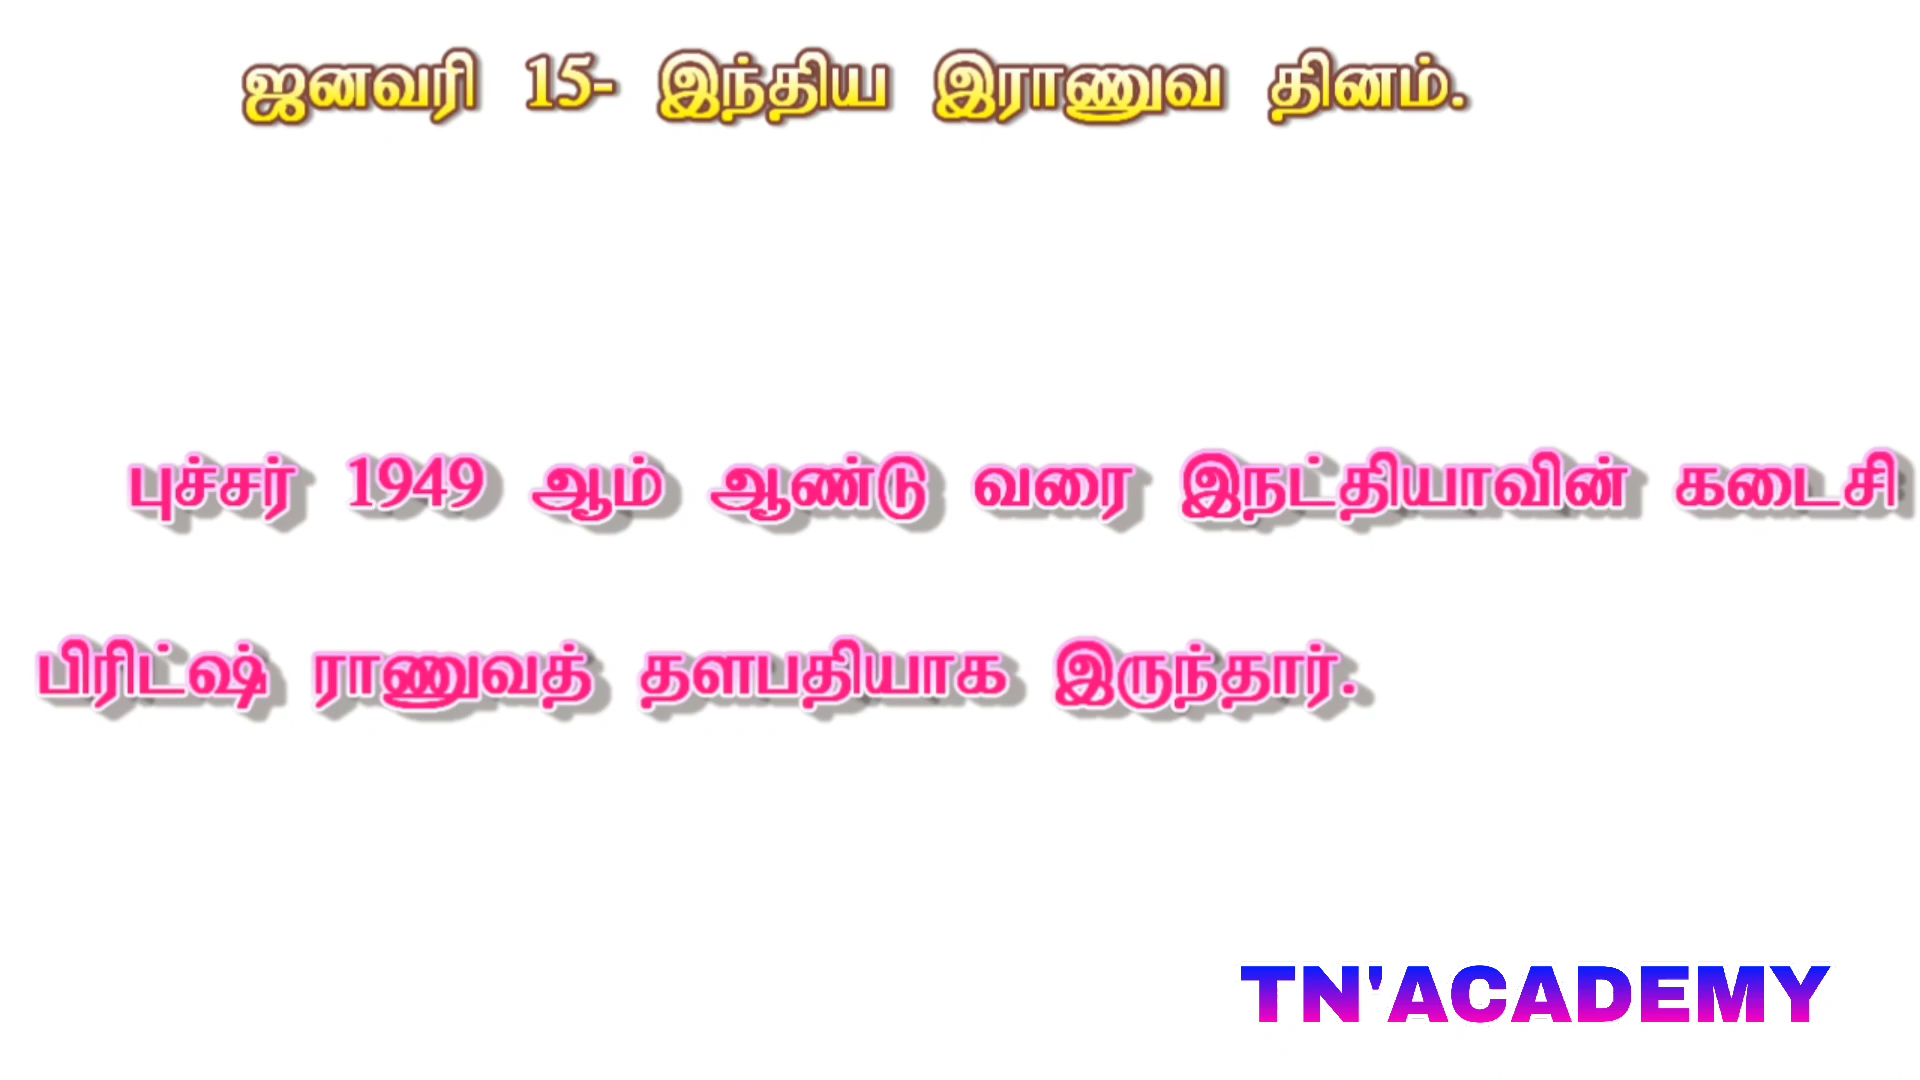 ஜனவரி 15- இந்திய இராணுவ தினம்.
புச்சர் 1949 ஆம் ஆண்டு வரை இநட்தியாவின் கடைசி
பிரிட்ஷ் ராணுவத் தளபதியாக இருந்தார்.
TN'ACADEMY